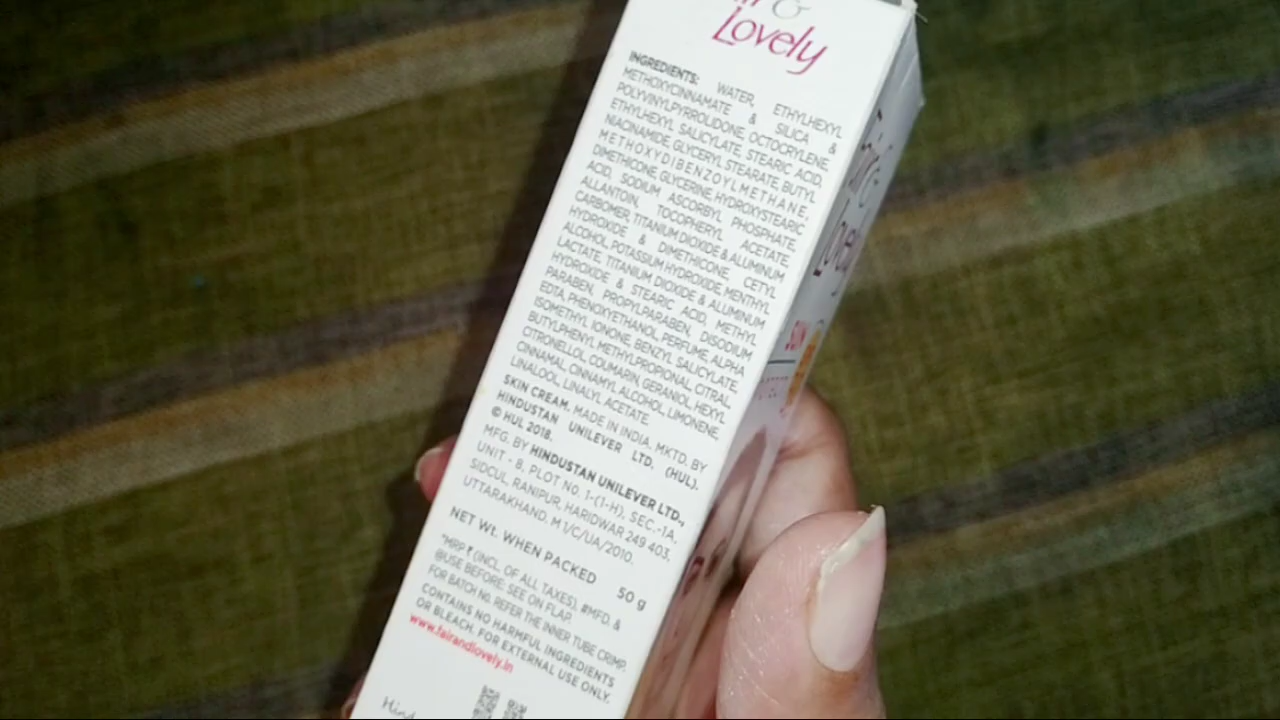 & Lovely
INGREDIENTS: WATER, ETHYLHEXYL
METHOXYCINNAMATE & SILICA &
POLYVINYLPYRROLIDONE, OCTOCRYLENE,
ETHYLHEXYL SALICYLATE, STEARIC ACID,
NIACINAMIDE, GLYCERYL STEARATE, BUTYL
METHOXYDIBENZOYLMETHANE,
DIMETHICONE, GLYCERINE, HYDROXYSTEARIC
ACID, SODIUM ASCORBYL PHOSPHATE,
ALLANTOIN, TOCOPHERYL ACETATE,
CARBOMER, TITANIUM DIOXIDE & ALUMINUM
HYDROXIDE & DIMETHICONE, CETYL
ALCOHOL, POTASSIUM HYDROXIDE, MENTHYL
LACTATE, TITANIUM DIOXIDE & ALUMINUM
HYDROXIDE & STEARIC ACID, METHYL
PARABEN, PROPYLPARABEN, DISODIUM
EDTA, PHENOXYETHANOL, PERFUME, ALPHA
ISOMETHYL IONONE, BENZYL SALICYLATE,
BUTYLPHENYL METHYLPROPIONAL, CITRAL
CITRONELLOL, COUMARIN, GERANIOL, HEXYL
CINNAMAL, CINNAMYL ALCOHOL, LIMONENE,
LINALOOL, LINALYL ACETATE.
SKIN CREAM. MADE IN INDIA. MKTD. BY
HINDUSTAN UNILEVER LTD. (HUL).
© HUL 2018.
MFG. BY HINDUSTAN UNILEVER LTD.,
UNIT - 8, PLOT No. 1-(1-H), SEC.-1A,
SIDCUL, RANIPUR, HARIDWAR 249 403,
UTTARAKHAND. M 1/C/UA/2010.
NET Wt. WHEN PACKED 50 g
*MRP ₹ (INCL. OF ALL TAXES), #MFD. &
@USE BEFORE: SEE ON FLAP.
FOR BATCH NO. REFER THE INNER TUBE CRIMP.
CONTAINS NO HARMFUL INGREDIENTS
OR BLEACH. FOR EXTERNAL USE ONLY.
www.fairandlovely.in
Lovely
SUN